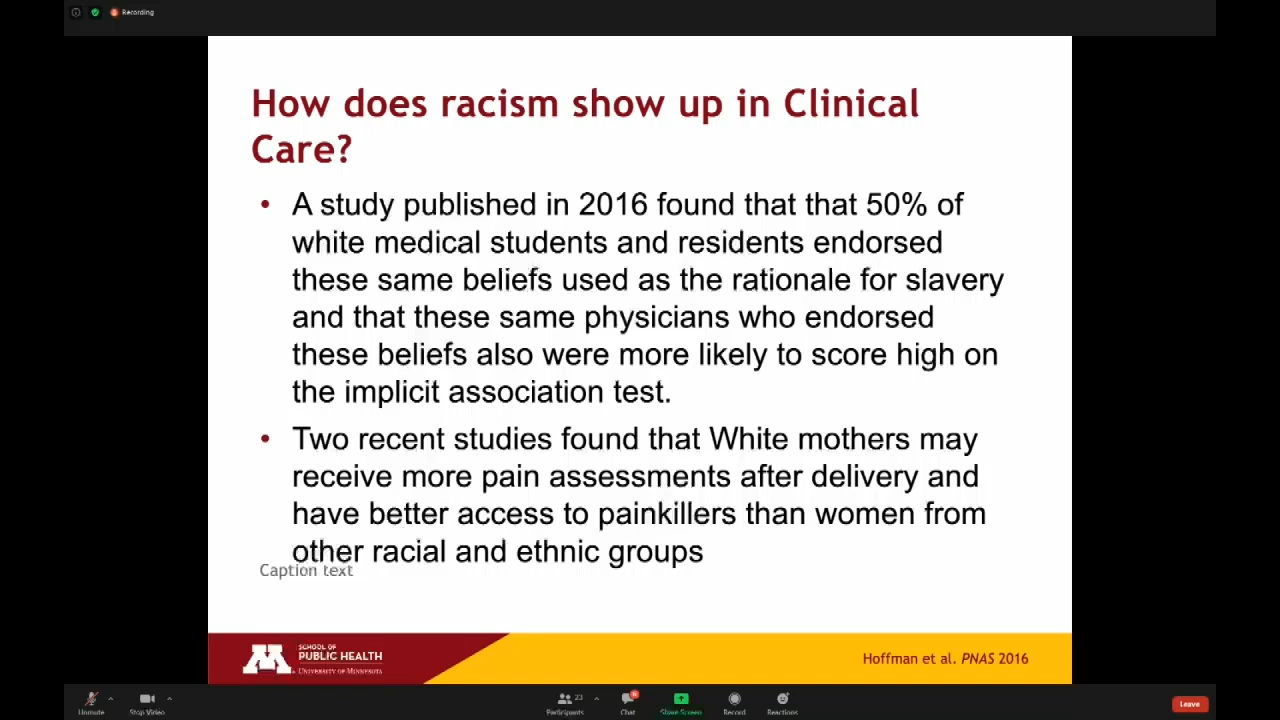 Recording
How does racism show up in Clinical
Care?
• A study published in 2016 found that that 50% of
white medical students and residents endorsed
these same beliefs used as the rationale for slavery
and that these same physicians who endorsed
these beliefs also were more likely to score high on
the implicit association test.
• Two recent studies found that White mothers may
receive more pain assessments after delivery and
have better access to painkillers than women from
other racial and ethnic groups
Caption text
SCHOOL OF
PUBLIC HEALTH
UNIVERSITY OF MINNESOTA
Hoffman et al. PNAS 2016
Unmute
Stop Video
23
Participants
Chat
Share Screen
Record
Reactions
Leave